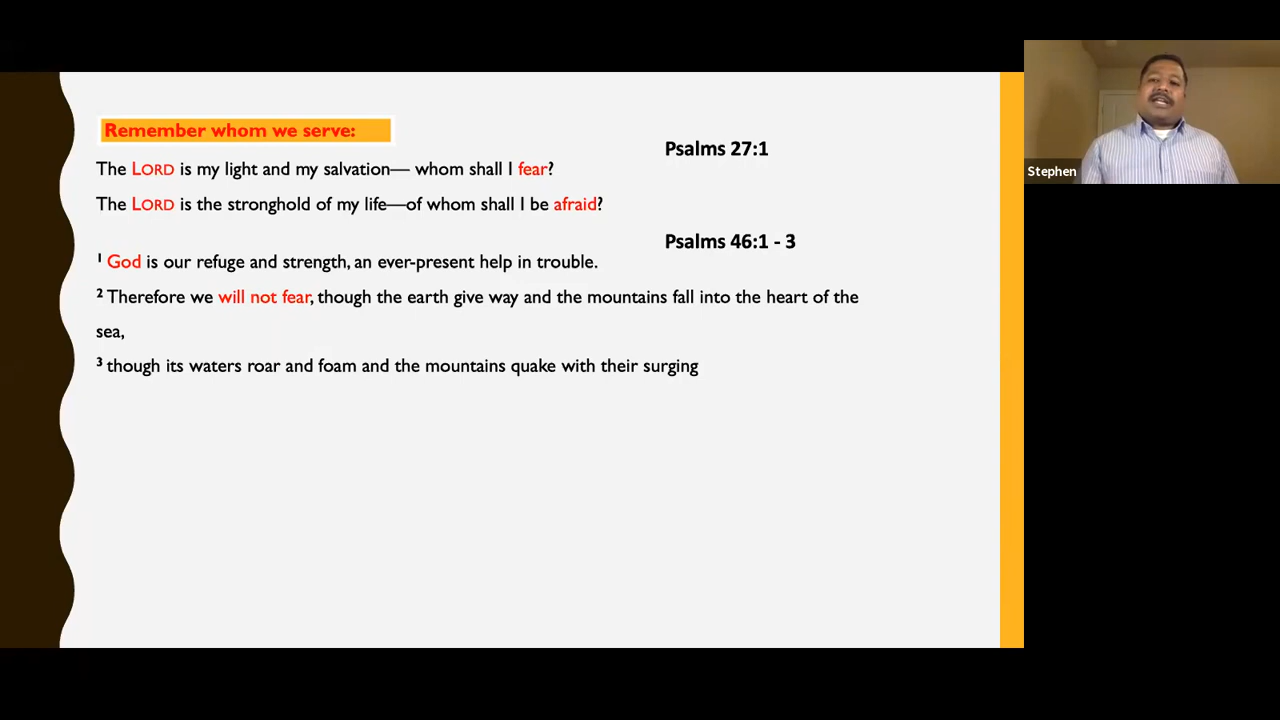 Remember whom we serve:
Psalms 27:1
The LORD is my light and my salvation— whom shall I fear?
The LORD is the stronghold of my life—of whom shall I be afraid?
Psalms 46:1 - 3
1 God is our refuge and strength, an ever-present help in trouble.
2 Therefore we will not fear, though the earth give way and the mountains fall into the heart of the
sea,
3 though its waters roar and foam and the mountains quake with their surging
Stephen